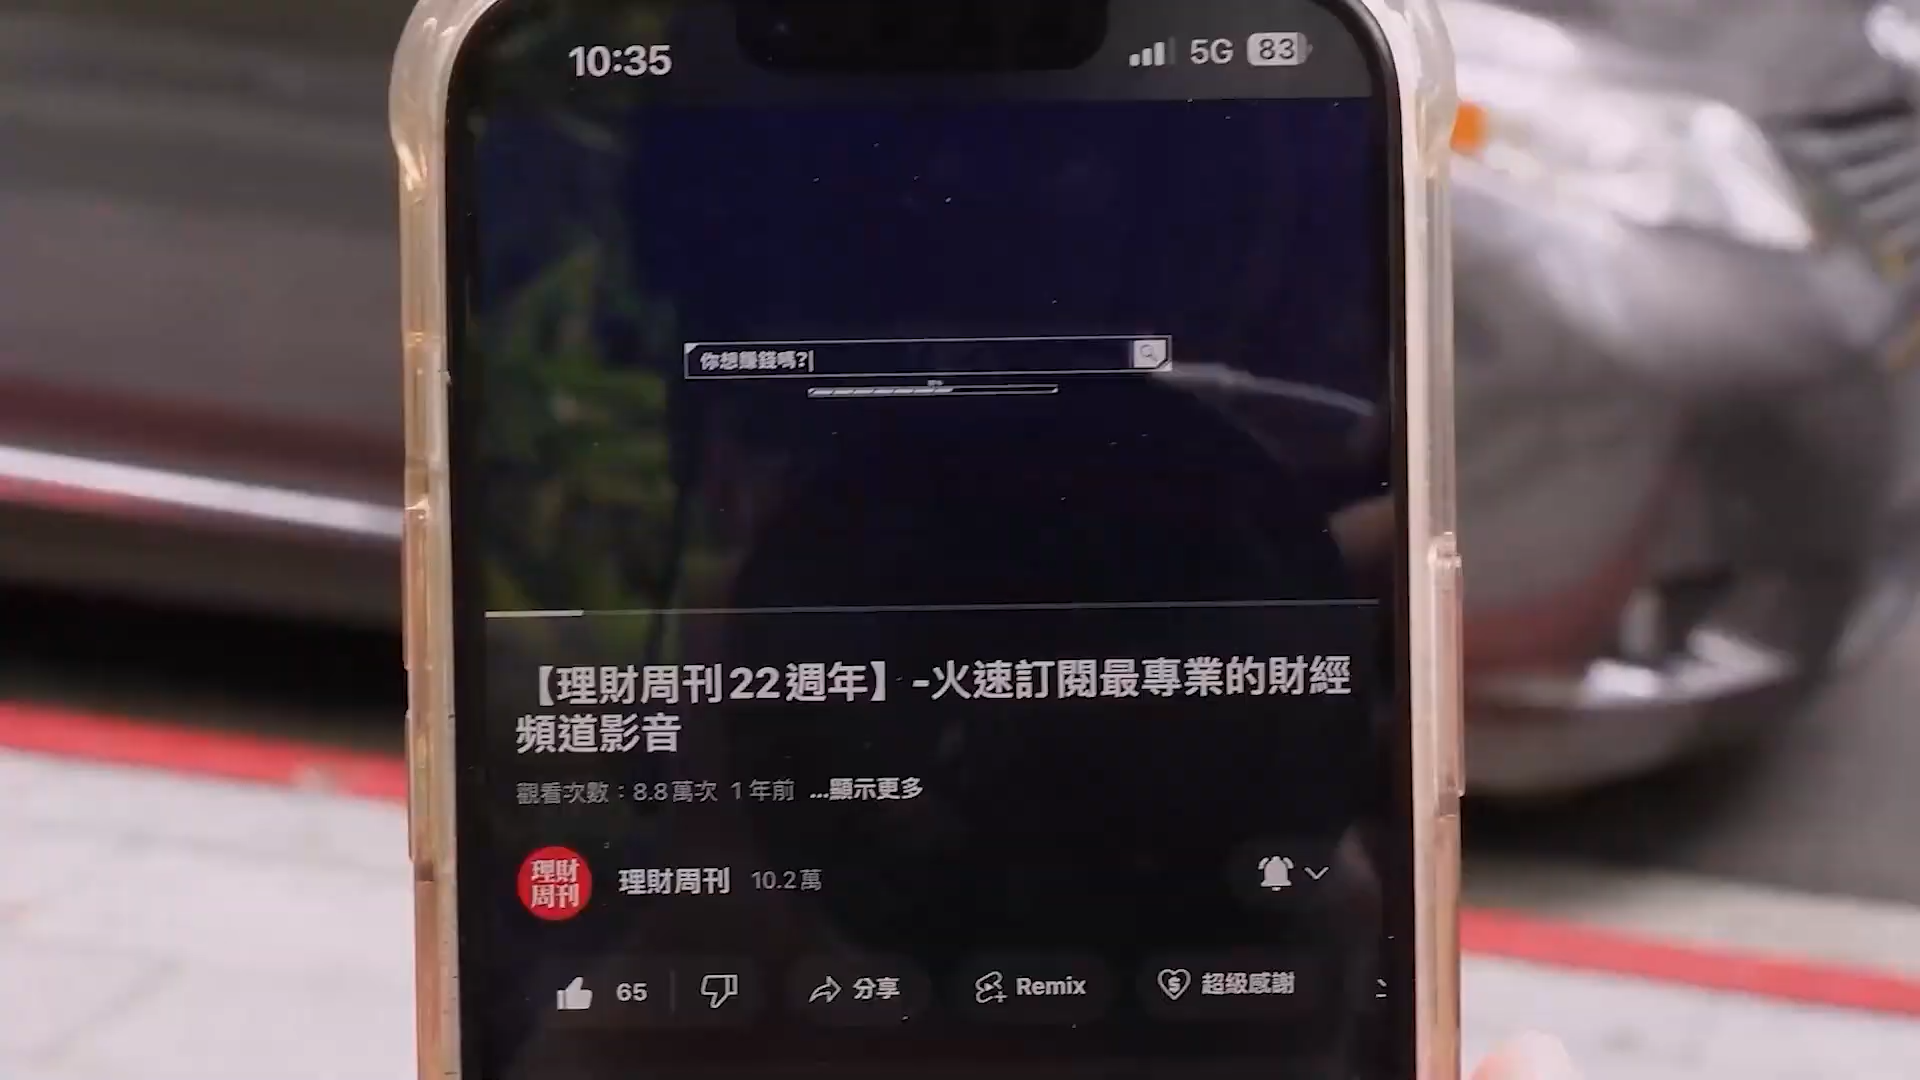 10:35
5G 83
你想賺錢嗎?
【理財周刊22週年】-火速訂閱最專業的財經
頻道影音
觀看次數：8.8萬次 1年前 ...顯示更多
理財
周刊
理財周刊 10.2萬
65 分享 Remix 超級感謝